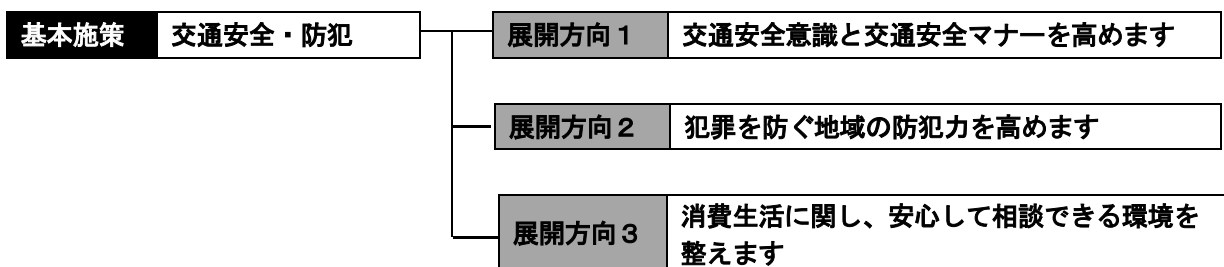 基本施策 交通安全・防犯
展開方向１ 交通安全意識と交通安全マナーを高めます
展開方向２ 犯罪を防ぐ地域の防犯力を高めます
展開方向３ 消費生活に関し、安心して相談できる環境を
整えます